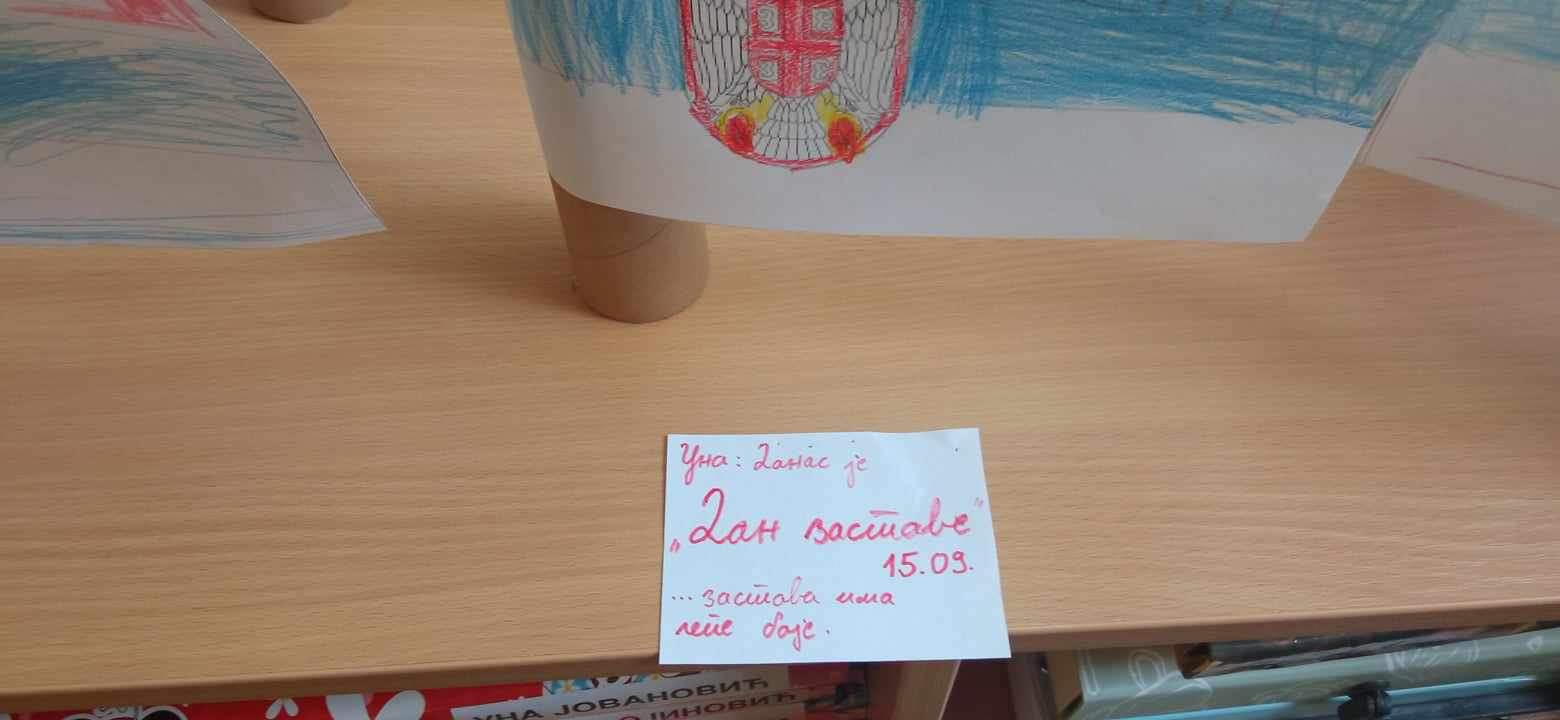 Уна: Данас је
„Дан заставе"
15.09.
... застава има
лепе боје.
УНА ЈОВАНОВИЋ